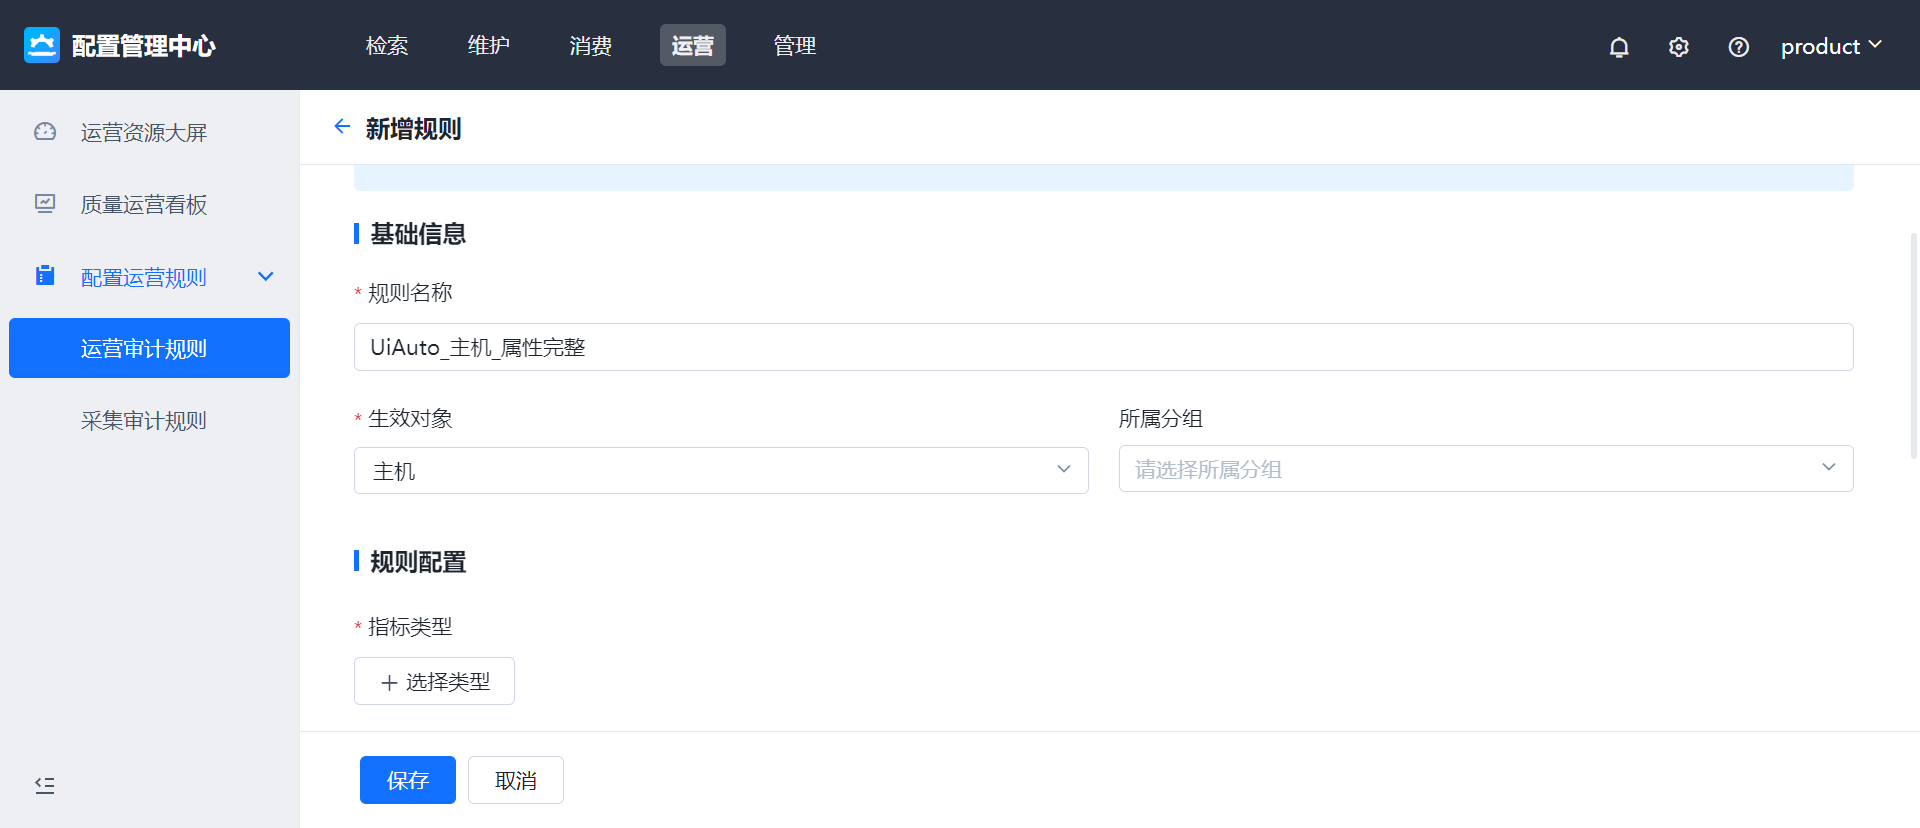 配置管理中心
检索
维护
消费
运营
管理
product
运营资源大屏
质量运营看板
配置运营规则
运营审计规则
采集审计规则
新增规则
基础信息
* 规则名称
UiAuto_主机_属性完整
* 生效对象
所属分组
主机
请选择所属分组
规则配置
* 指标类型
+ 选择类型
保存
取消